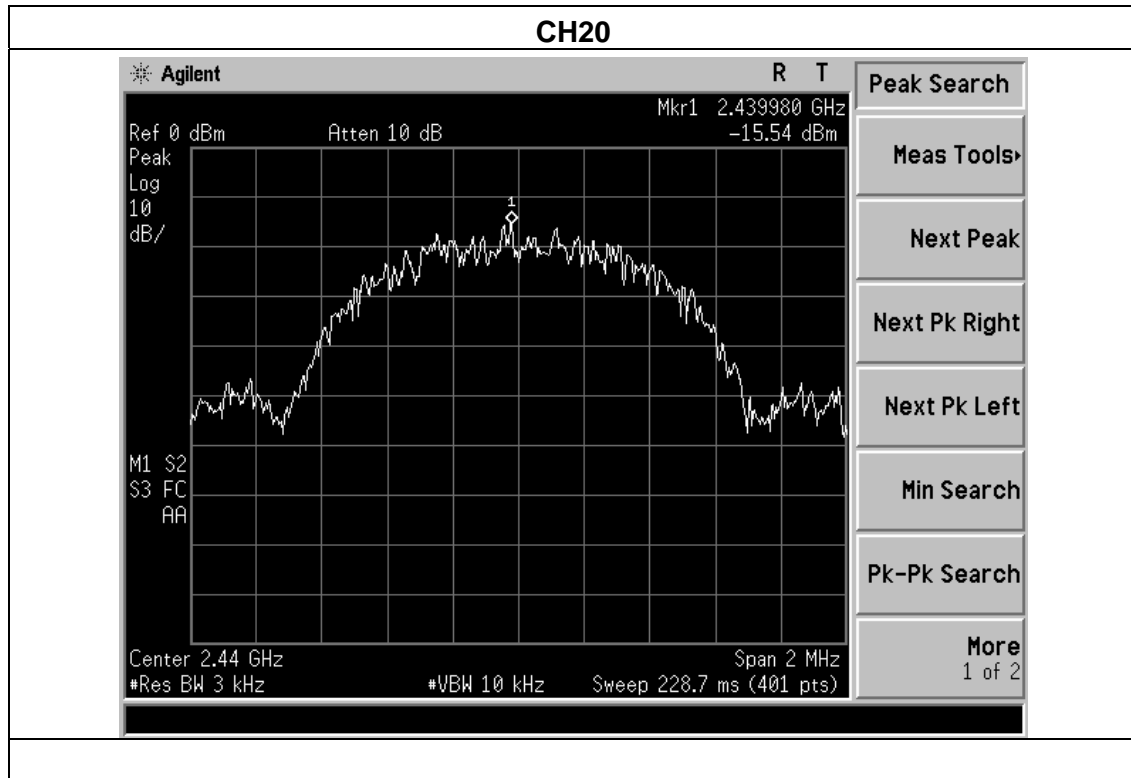 CH20
Agilent R T
Peak Search
Mkr1 2.439980 GHz
Ref 0 dBm Atten 10 dB -15.54 dBm
Peak
Log
10
dB/
1
M1 S2
S3 FC
AA
Center 2.44 GHz Span 2 MHz
#Res BW 3 kHz #VBW 10 kHz Sweep 228.7 ms (401 pts)
Meas Tools
Next Peak
Next Pk Right
Next Pk Left
Min Search
Pk-Pk Search
More
1 of 2